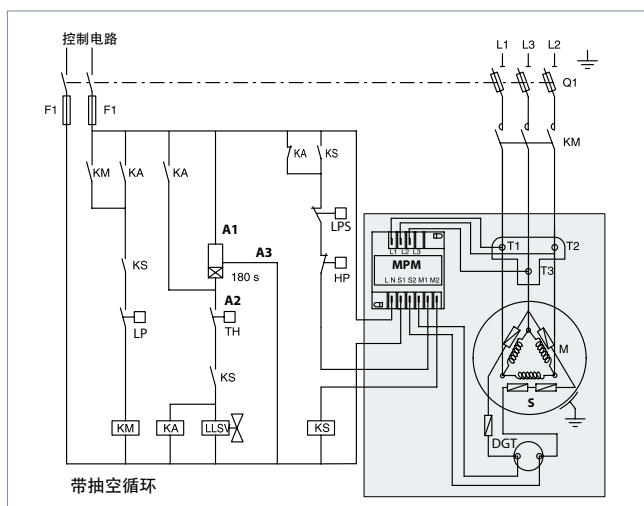 控制电路
L1 L3 L2
Q1
F1 F1
KM
KM KA KA KA KS
A1
A3
LPS
180 s
HP
L1 L2 L3
MPM
L N S1 S2 M1 M2
T1 T2
T3
KS
A2
LP TH
KS
M
S
DGT
KM KA LLSV KS
带抽空循环